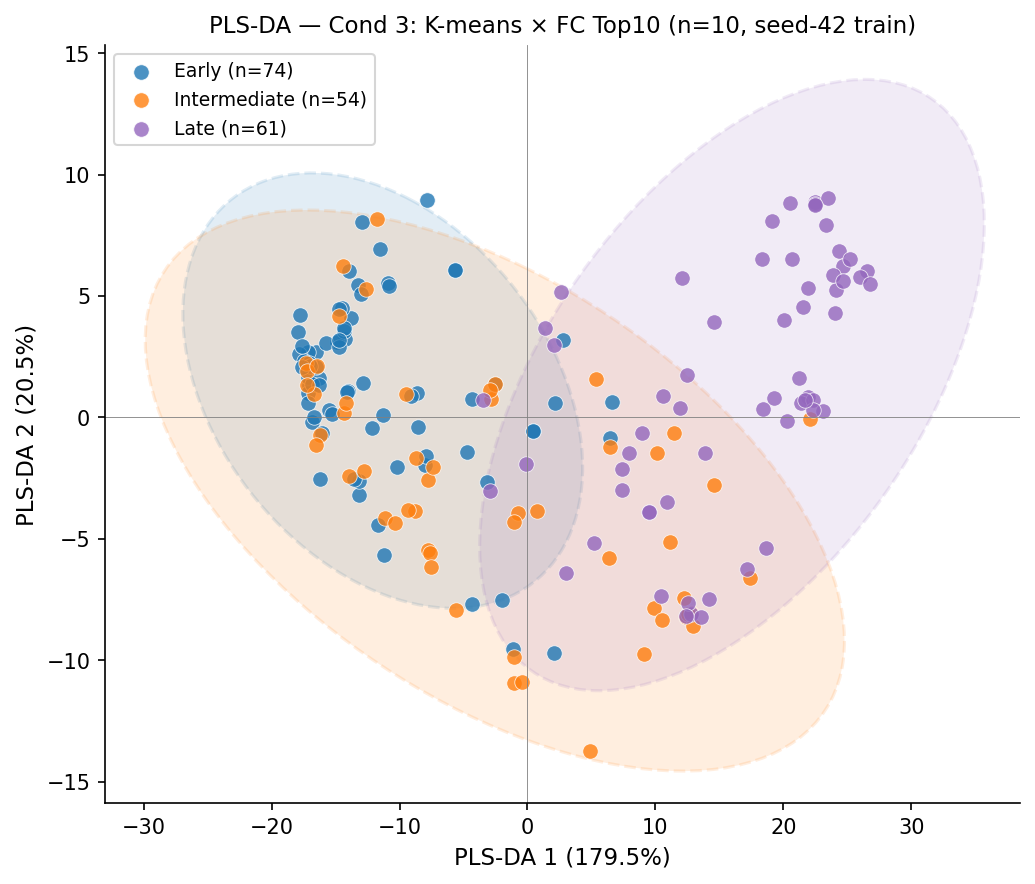 PLS-DA — Cond 3: K-means × FC Top10 (n=10, seed-42 train)
Early (n=74)
Intermediate (n=54)
Late (n=61)
15
10
5
0
−5
−10
−15
PLS-DA 2 (20.5%)
−30 −20 −10 0 10 20 30
PLS-DA 1 (179.5%)